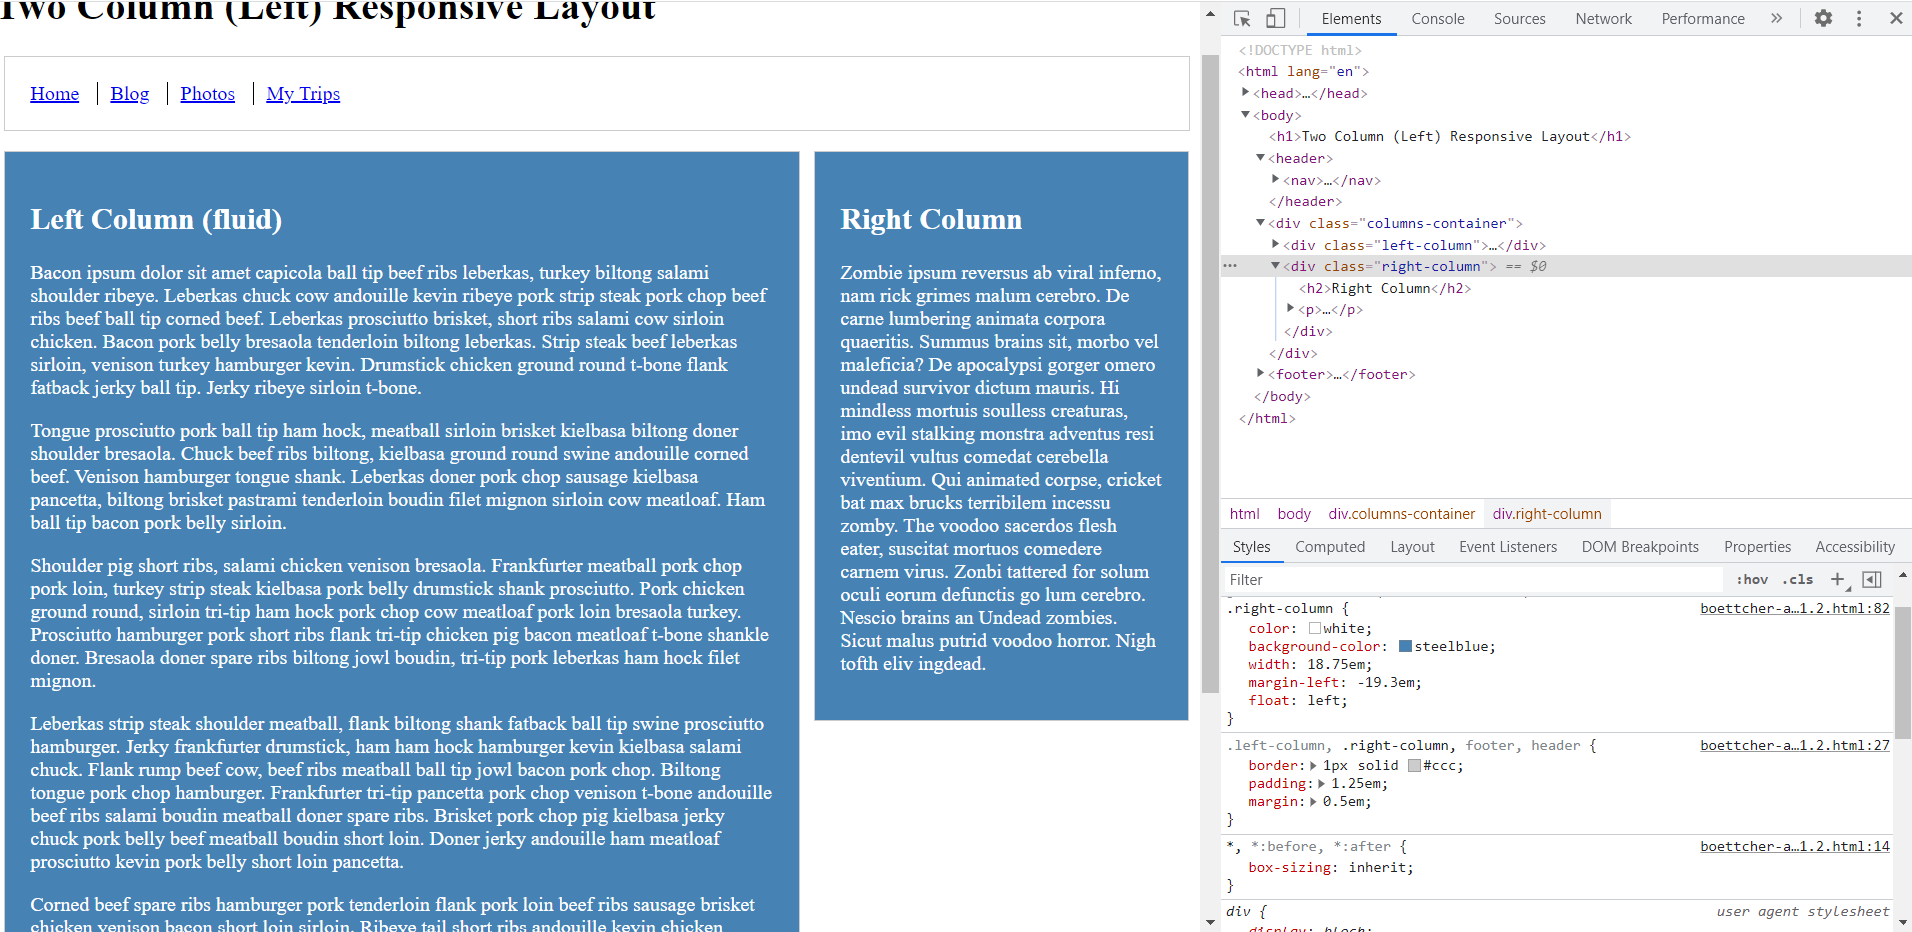 Two Column (Left) Responsive Layout
Home
Blog
Photos
My Trips
Left Column (fluid)
Bacon ipsum dolor sit amet capicola ball tip beef ribs leberkas, turkey biltong salami
shoulder ribeye. Leberkas chuck cow andouille kevin ribeye pork strip steak pork chop beef
ribs beef ball tip corned beef. Leberkas prosciutto brisket, short ribs salami cow sirloin
chicken. Bacon pork belly bresaola tenderloin biltong leberkas. Strip steak beef leberkas
sirloin, venison turkey hamburger kevin. Drumstick chicken ground round t-bone flank
fatback jerky ball tip. Jerky ribeye sirloin t-bone.
Tongue prosciutto pork ball tip ham hock, meatball sirloin brisket kielbasa biltong doner
shoulder bresaola. Chuck beef ribs biltong, kielbasa ground round swine andouille corned
beef. Venison hamburger tongue shank. Leberkas doner pork chop sausage kielbasa
pancetta, biltong brisket pastrami tenderloin boudin filet mignon sirloin cow meatloaf. Ham
ball tip bacon pork belly sirloin.
Shoulder pig short ribs, salami chicken venison bresaola. Frankfurter meatball pork chop
pork loin, turkey strip steak kielbasa pork belly drumstick shank prosciutto. Pork chicken
ground round, sirloin tri-tip ham hock pork chop cow meatloaf pork loin bresaola turkey.
Prosciutto hamburger pork short ribs flank tri-tip chicken pig bacon meatloaf t-bone shankle
doner. Bresaola doner spare ribs biltong jowl boudin, tri-tip pork leberkas ham hock filet
mignon.
Leberkas strip steak shoulder meatball, flank biltong shank fatback ball tip swine prosciutto
hamburger. Jerky frankfurter drumstick, ham ham hock hamburger kevin kielbasa salami
chuck. Flank rump beef cow, beef ribs meatball ball tip jowl bacon pork chop. Biltong
tongue pork chop hamburger. Frankfurter tri-tip pancetta pork chop venison t-bone andouille
beef ribs salami boudin meatball doner spare ribs. Brisket pork chop pig kielbasa jerky
chuck pork belly beef meatball boudin short loin. Doner jerky andouille ham meatloaf
prosciutto kevin pork belly short loin pancetta.
Corned beef spare ribs hamburger pork tenderloin flank pork loin beef ribs sausage brisket
chicken venison bacon short loin sirloin. Ribeye tail short ribs andouille kevin chicken
Right Column
Zombie ipsum reversus ab viral inferno,
nam rick grimes malum cerebro. De
carne lumbering animata corpora
quaeritis. Summus brains sit, morbo vel
maleficia? De apocalypsi gorger omero
undead survivor dictum mauris. Hi
mindless mortuis soulless creaturas,
imo evil stalking monstra adventus resi
dentevil vultus comedat cerebella
viventium. Qui animated corpse, cricket
bat max brucks terribilem incessu
zomby. The voodoo sacerdos flesh
eater, suscitat mortuos comedere
carnem virus. Zonbi tattered for solum
oculi eorum defunctis go lum cerebro.
Nescio brains an Undead zombies.
Sicut malus putrid voodoo horror. Nigh
tofth eliv ingdead.
Elements
Console
Sources
Network
Performance
<!DOCTYPE html>
<html lang="en">
<head>…</head>
<body>
<h1>Two Column (Left) Responsive Layout</h1>
<header>
<nav>…</nav>
</header>
<div class="columns-container">
<div class="left-column">…</div>
<div class="right-column"> == $0
<h2>Right Column</h2>
<p>…</p>
</div>
</div>
<footer>…</footer>
</body>
</html>
html body div.columns-container div.right-column
Styles
Computed
Layout
Event Listeners
DOM Breakpoints
Properties
Accessibility
Filter
:hov .cls
.right-column { boettcher-a…1.2.html:82
color: white;
background-color: steelblue;
width: 18.75em;
margin-left: -19.3em;
float: left;
}
.left-column, .right-column, footer, header { boettcher-a…1.2.html:27
border: 1px solid #ccc;
padding: 1.25em;
margin: 0.5em;
}
*, *:before, *:after { boettcher-a…1.2.html:14
box-sizing: inherit;
}
div { user agent stylesheet
display: block;